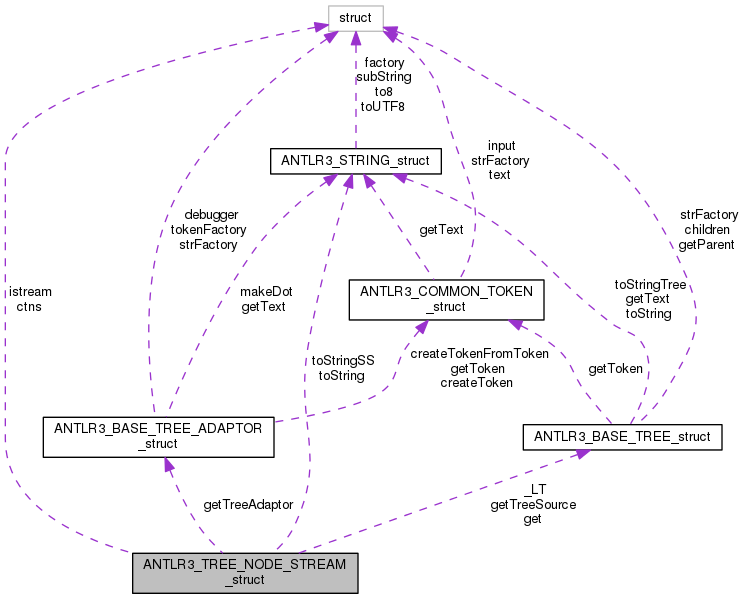 struct
factory
subString
to8
toUTF8
ANTLR3_STRING_struct
input
strFactory
text
debugger
tokenFactory
strFactory
strFactory
children
getParent
getText
istream
ctns
makeDot
getText
ANTLR3_COMMON_TOKEN
_struct
toStringTree
getText
toString
toStringSS
toString
createTokenFromToken
getToken
createToken
getToken
ANTLR3_BASE_TREE_ADAPTOR
_struct
ANTLR3_BASE_TREE_struct
getTreeAdaptor
_LT
getTreeSource
get
ANTLR3_TREE_NODE_STREAM
_struct